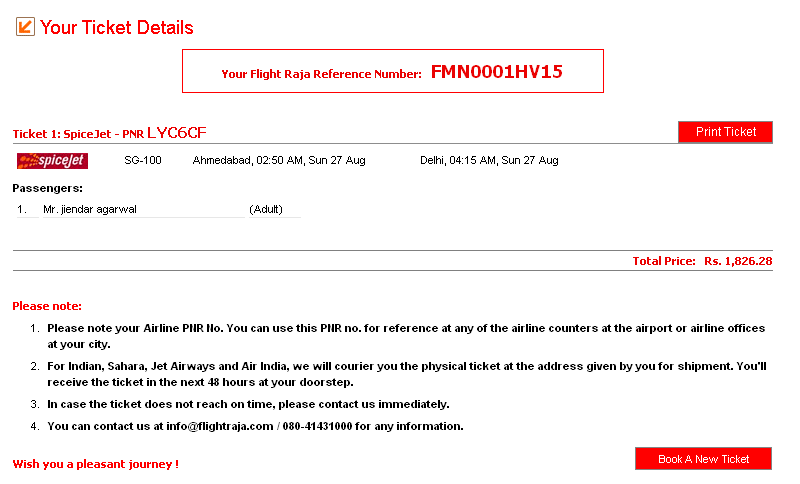 Your Ticket Details
Your Flight Raja Reference Number: FMN0001HV15
Ticket 1: SpiceJet - PNR LYC6CF
Print Ticket
spicejet SG-100 Ahmedabad, 02:50 AM, Sun 27 Aug Delhi, 04:15 AM, Sun 27 Aug
Passengers:
1. Mr. jiendar agarwal (Adult)
Total Price: Rs. 1,826.28
Please note:
1. Please note your Airline PNR No. You can use this PNR no. for reference at any of the airline counters at the airport or airline offices
at your city.
2. For Indian, Sahara, Jet Airways and Air India, we will courier you the physical ticket at the address given by you for shipment. You'll
receive the ticket in the next 48 hours at your doorstep.
3. In case the ticket does not reach on time, please contact us immediately.
4. You can contact us at info@flightraja.com / 080-41431000 for any information.
Book A New Ticket
Wish you a pleasant journey !